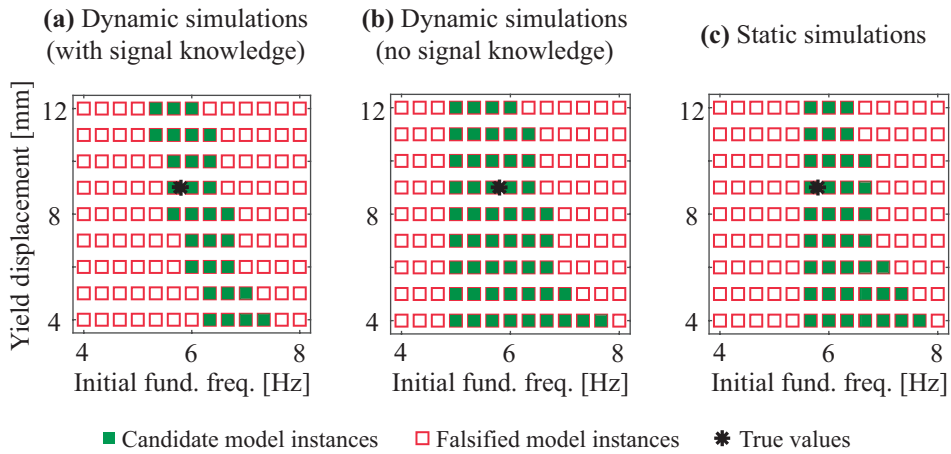 (a) Dynamic simulations
(with signal knowledge)
(b) Dynamic simulations
(no signal knowledge)
(c) Static simulations
Yield displacement [mm]
12
8
4
4 6 8
Initial fund. freq. [Hz]
12
8
4
4 6 8
Initial fund. freq. [Hz]
12
8
4
4 6 8
Initial fund. freq. [Hz]
Candidate model instances
Falsified model instances
True values